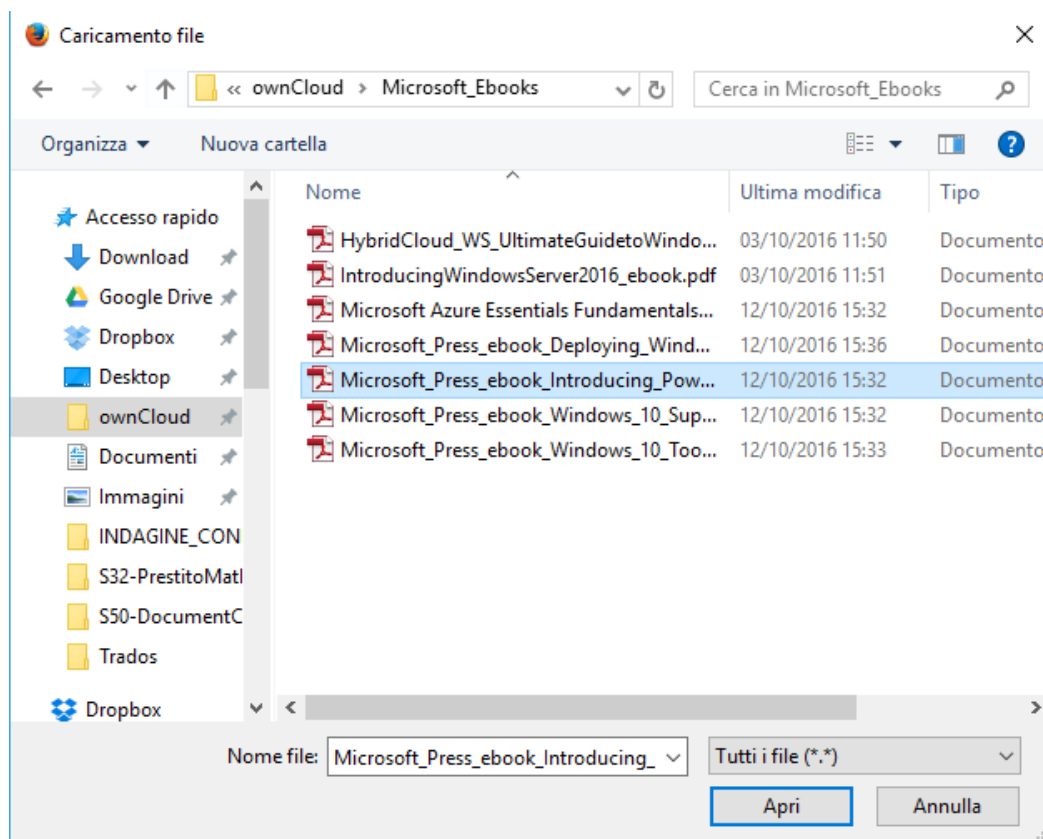 Caricamento file
« ownCloud > Microsoft_Ebooks
Cerca in Microsoft_Ebooks
Organizza
Nuova cartella
?
Nome
Ultima modifica
Tipo
Accesso rapido
Download
Google Drive
Dropbox
Desktop
ownCloud
Documenti
Immagini
INDAGINE_CON
S32-PrestitoMatl
S50-DocumentC
Trados
Dropbox
HybridCloud_WS_UltimateGuidetoWindo... 03/10/2016 11:50 Documento
IntroducingWindowsServer2016_ebook.pdf 03/10/2016 11:51 Documento
Microsoft Azure Essentials Fundamentals... 12/10/2016 15:32 Documento
Microsoft_Press_ebook_Deploying_Wind... 12/10/2016 15:36 Documento
Microsoft_Press_ebook_Introducing_Pow... 12/10/2016 15:32 Documento
Microsoft_Press_ebook_Windows_10_Sup... 12/10/2016 15:32 Documento
Microsoft_Press_ebook_Windows_10_Too... 12/10/2016 15:33 Documento
Nome file: Microsoft_Press_ebook_Introducing_
Tutti i file (*.*)
Apri
Annulla